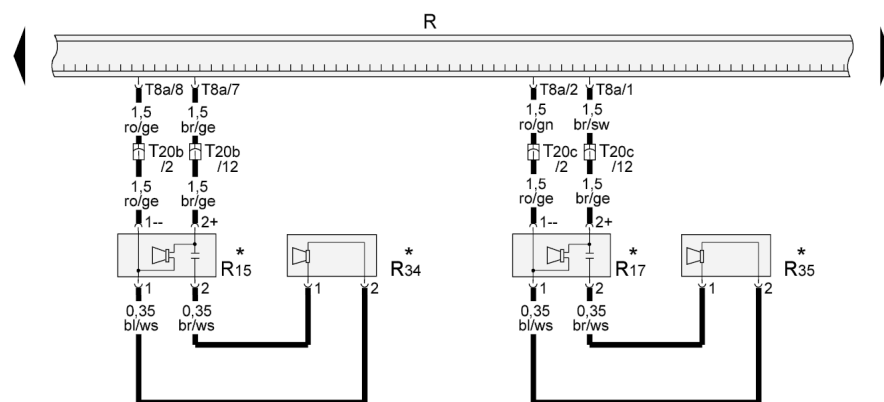 R
T8a/8 T8a/7 T8a/2 T8a/1
1,5 1,5 1,5 1,5
ro/ge br/ge ro/gn br/sw
T20b T20b T20c T20c
/2 /12 /2 /12
1,5 1,5 1,5 1,5
ro/ge br/ge ro/ge br/ge
1-- 2+ 1-- 2+
* * * *
R15 R34 R17 R35
1 2 1 2 1 2 1 2
0,35 0,35 0,35 0,35
bl/ws br/ws bl/ws br/ws